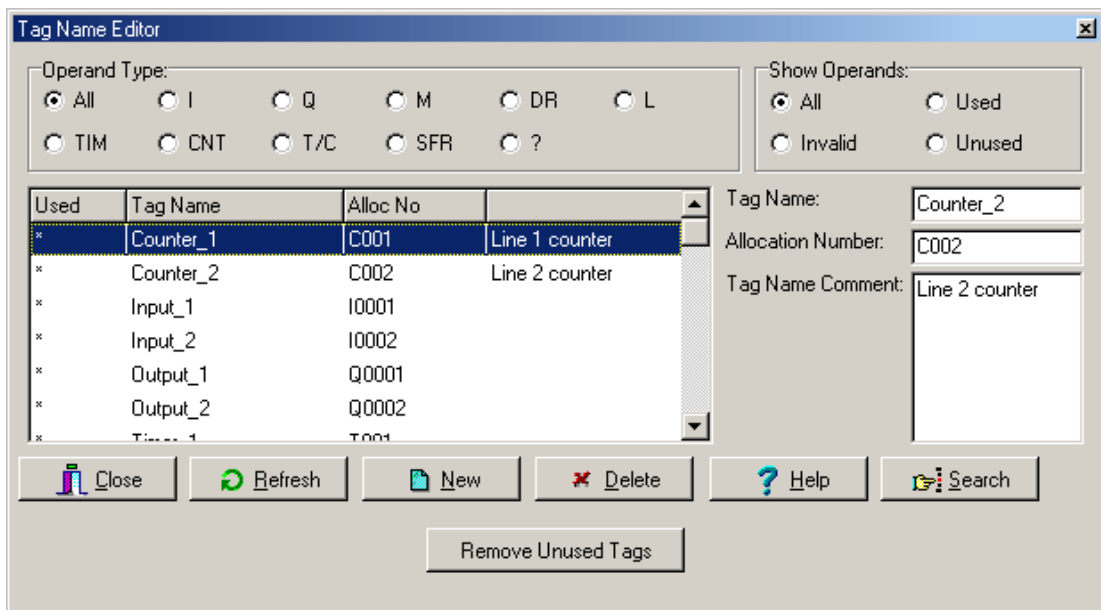 Tag Name Editor
Operand Type:
All I Q M DR L
TIM CNT T/C SFR ?
Show Operands:
All Used
Invalid Unused
Used Tag Name Alloc No
* Counter_1 C001 Line 1 counter
* Counter_2 C002 Line 2 counter
* Input_1 I0001
* Input_2 I0002
* Output_1 Q0001
* Output_2 Q0002
* Timer_1 T001
Tag Name: Counter_2
Allocation Number: C002
Tag Name Comment: Line 2 counter
Close Refresh New Delete Help Search
Remove Unused Tags